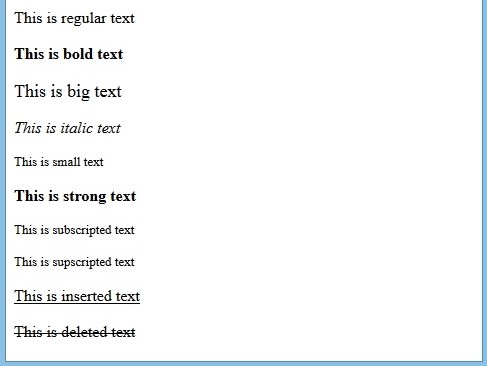 This is regular text
This is bold text
This is big text
This is italic text
This is small text
This is strong text
This is subscripted text
This is supscripted text
This is inserted text
This is deleted text